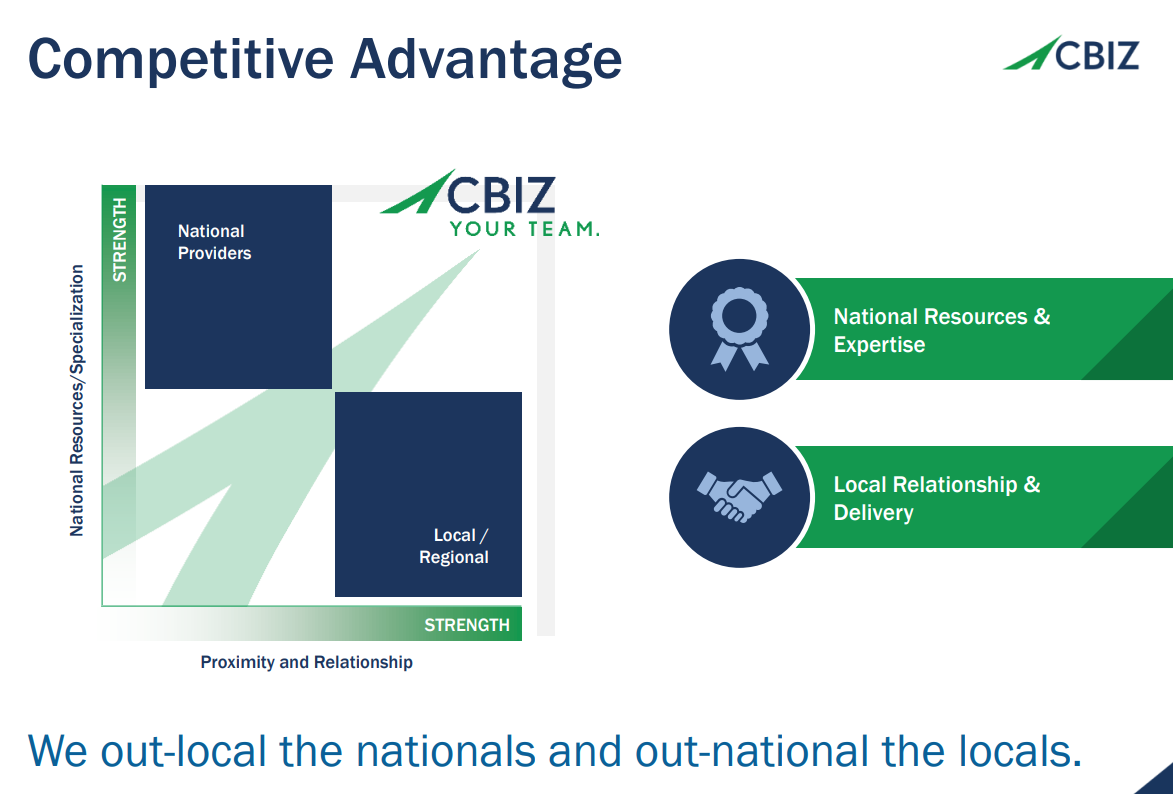 Competitive Advantage
CBIZ
CBIZ
YOUR TEAM.
STRENGTH
National
Providers
National Resources/Specialization
Local /
Regional
STRENGTH
Proximity and Relationship
National Resources &
Expertise
Local Relationship &
Delivery
We out-local the nationals and out-national the locals.